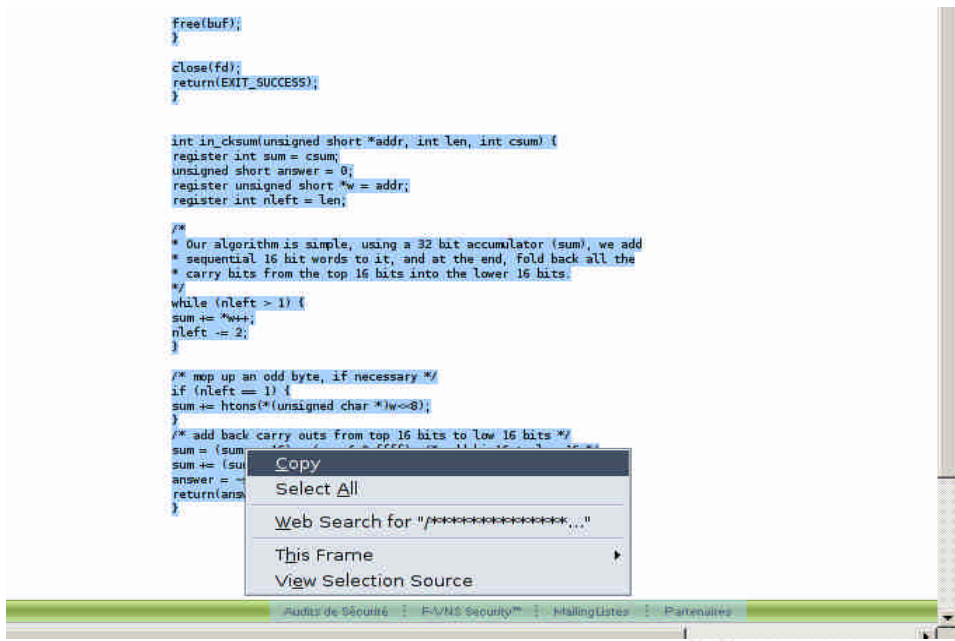 free(buf);
}
close(fd);
return(EXIT_SUCCESS);
}
int in_cksum(unsigned short *addr, int len, int csum) {
register int sum = csum;
unsigned short answer = 0;
register unsigned short *w = addr;
register int nleft = len;
/*
* Our algorithm is simple, using a 32 bit accumulator (sum), we add
* sequential 16 bit words to it, and at the end, fold back all the
* carry bits from the top 16 bits into the lower 16 bits.
*/
while (nleft > 1) {
sum += *w++;
nleft -= 2;
}
/* mop up an odd byte, if necessary */
if (nleft == 1) {
sum += htons(*(unsigned char *)w<<8);
}
/* add back carry outs from top 16 bits to low 16 bits */
sum = (sum
sum += (su
answer = ~
return(answ
}
Copy
Select All
Web Search for "/**************..."
This Frame
View Selection Source
Audits de Sécurité : F-VNS Security™ : MailingListes : Partenaires